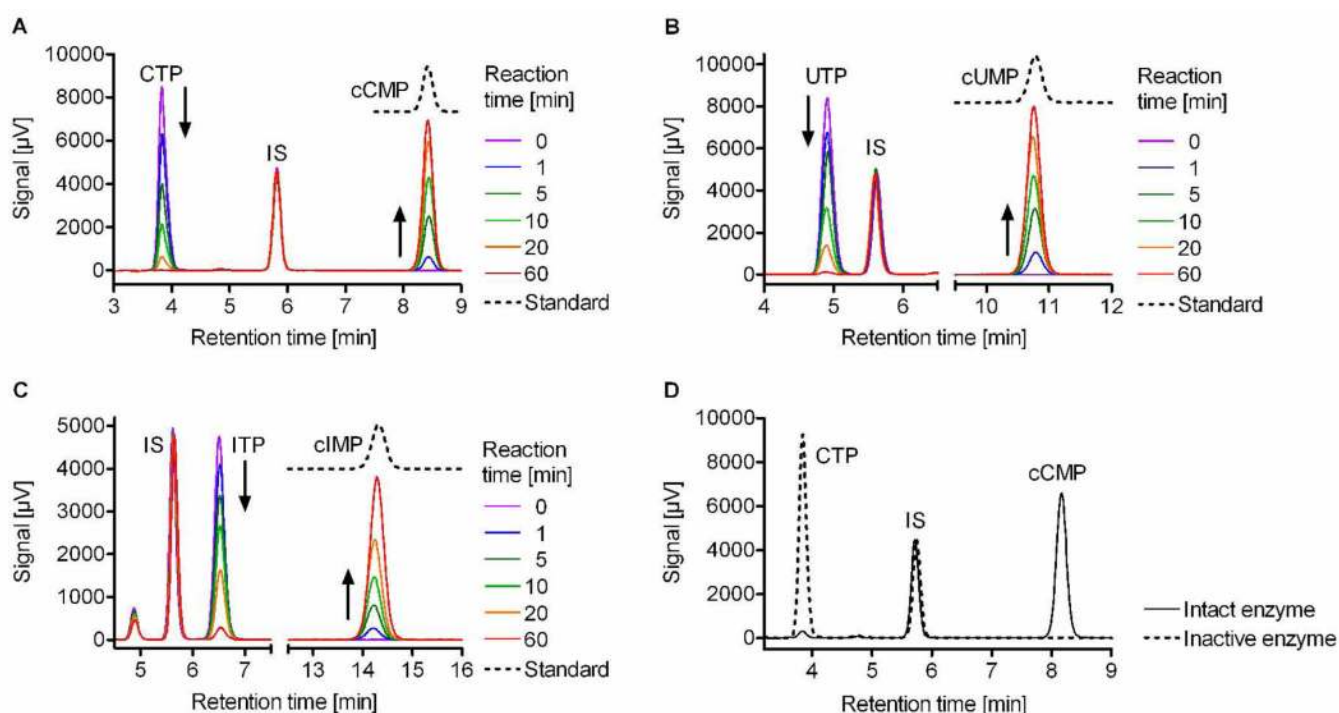 A
10000
8000
6000
4000
2000
0
Signal [µV]
CTP
IS
cCMP
3 4 5 6 7 8 9
Retention time [min]
Reaction
time [min]
0
1
5
10
20
60
Standard
B
10000
8000
6000
4000
2000
0
Signal [µV]
UTP
IS
cUMP
4 5 6 10 11 12
Retention time [min]
Reaction
time [min]
0
1
5
10
20
60
Standard
C
5000
4000
3000
2000
1000
0
Signal [µV]
IS
ITP
cIMP
5 6 7 13 14 15 16
Retention time [min]
Reaction
time [min]
0
1
5
10
20
60
Standard
D
10000
8000
6000
4000
2000
0
Signal [µV]
CTP
IS
cCMP
4 5 6 7 8 9
Retention time [min]
Intact enzyme
Inactive enzyme